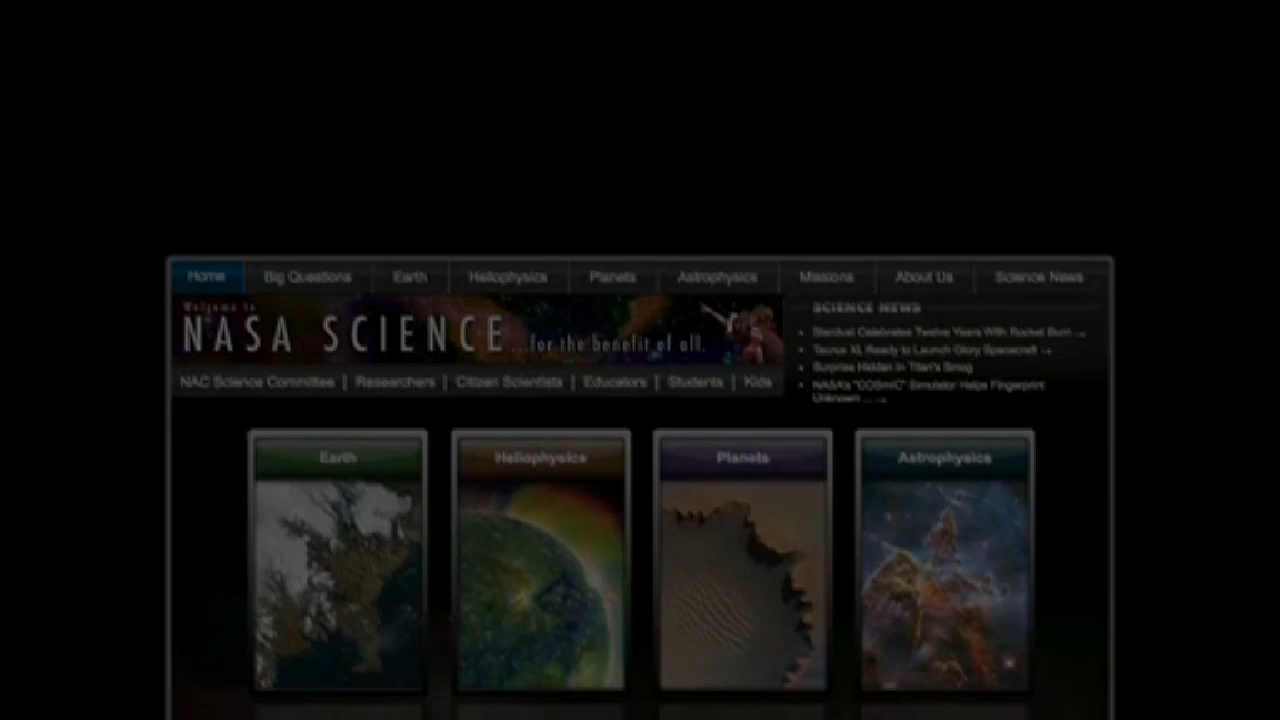 Home Big Questions Earth Heliophysics Planets Astrophysics Missions About Us Science News
Welcome to
NASA SCIENCE ...for the benefit of all.
NAC Science Committee | Researchers | Citizen Scientists | Educators | Students | Kids
SCIENCE NEWS
• Stardust Celebrates Twelve Years With Rocket Burn ...
• Taurus XL Ready to Launch Glory Spacecraft
• Surprise Hidden in Titan's Smog
• NASA's "COSmIC" Simulator Helps Fingerprint
Unknown ...
Earth
Heliophysics
Planets
Astrophysics